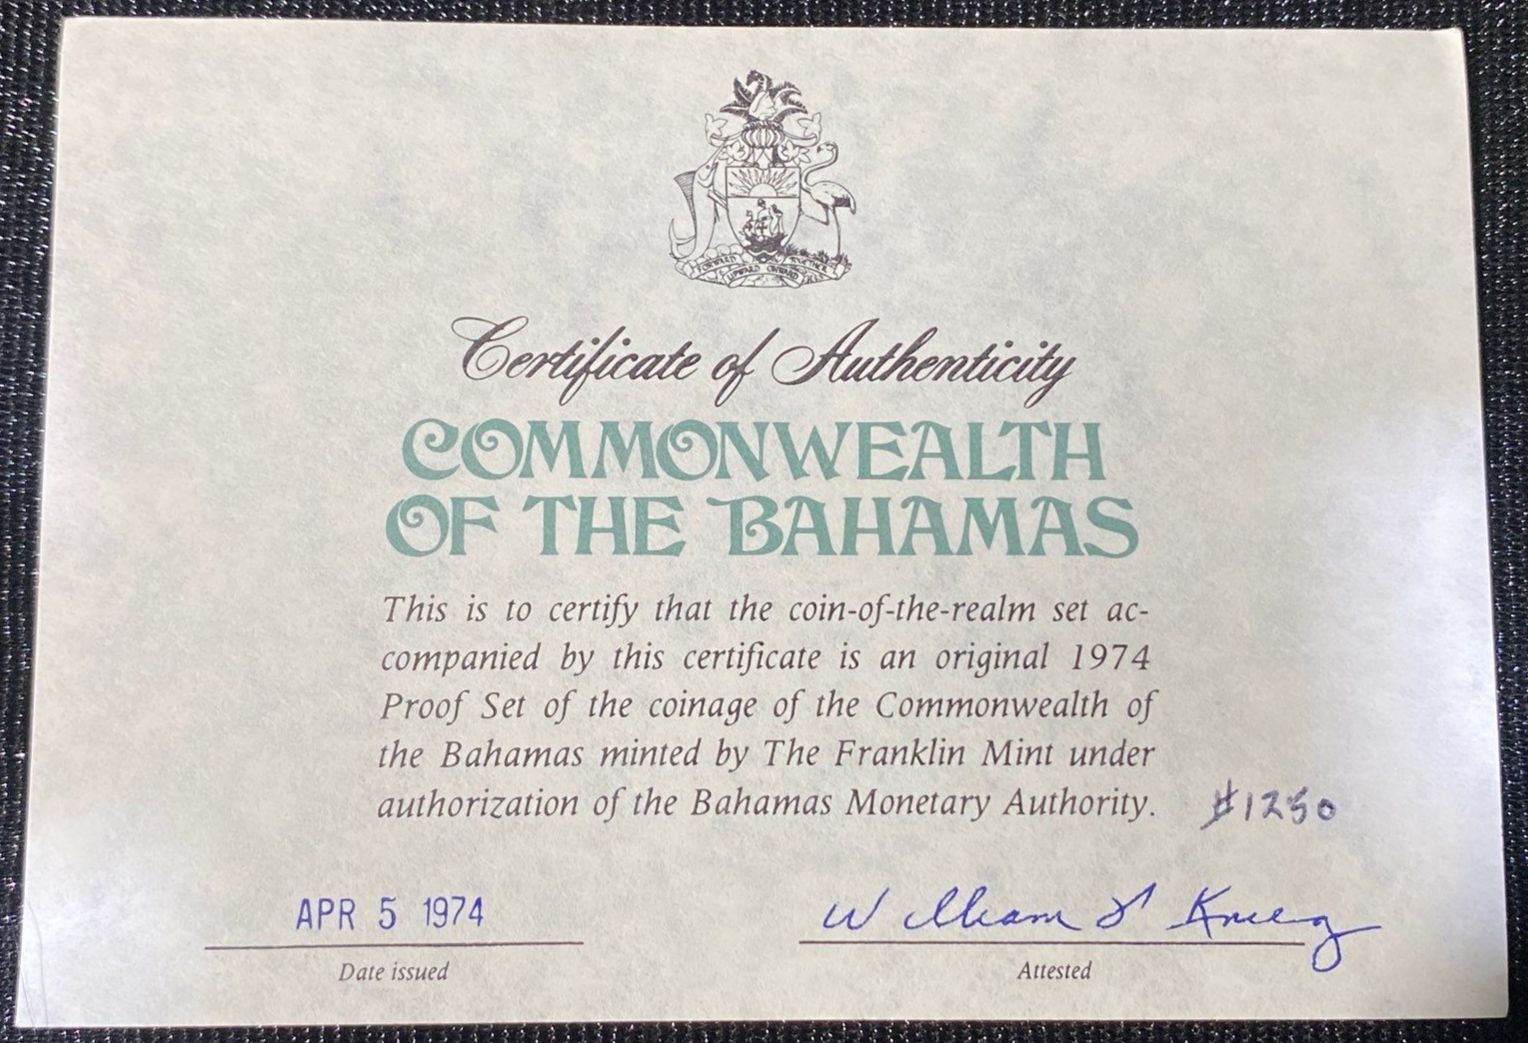 FORWARD UPWARD ONWARD TOGETHER
Certificate of Authenticity
COMMONWEALTH
OF THE BAHAMAS
This is to certify that the coin-of-the-realm set ac-
companied by this certificate is an original 1974
Proof Set of the coinage of the Commonwealth of
the Bahamas minted by The Franklin Mint under
authorization of the Bahamas Monetary Authority.
#1250
APR 5 1974
Date issued
William
Attested